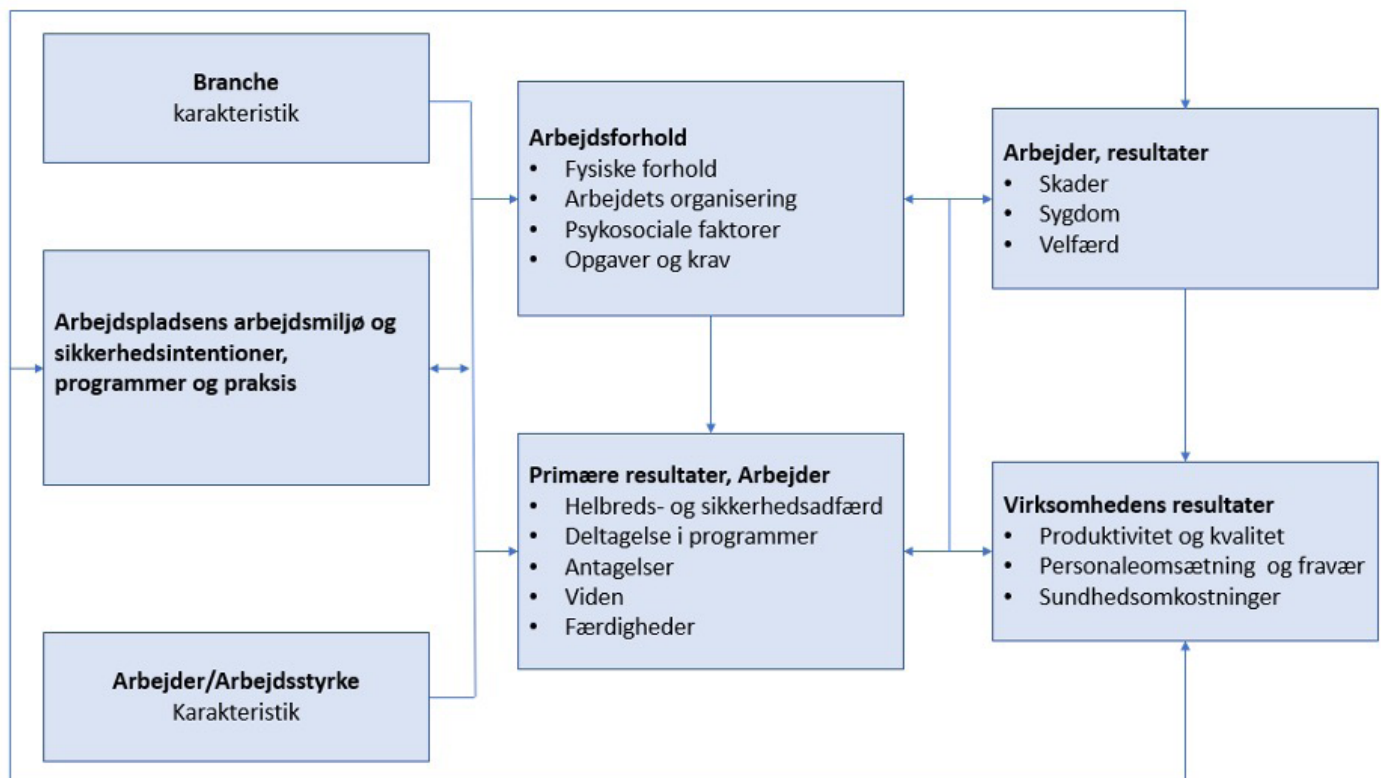 Branche
karakteristik
Arbejdspladsens arbejdsmiljø og
sikkerhedsintentioner,
programmer og praksis
Arbejder/Arbejdsstyrke
Karakteristik
Arbejdsforhold
• Fysiske forhold
• Arbejdets organisering
• Psykosociale faktorer
• Opgaver og krav
Primære resultater, Arbejder
• Helbreds- og sikkerhedsadfærd
• Deltagelse i programmer
• Antagelser
• Viden
• Færdigheder
Arbejder, resultater
• Skader
• Sygdom
• Velfærd
Virksomhedens resultater
• Produktivitet og kvalitet
• Personaleomsætning og fravær
• Sundhedsomkostninger